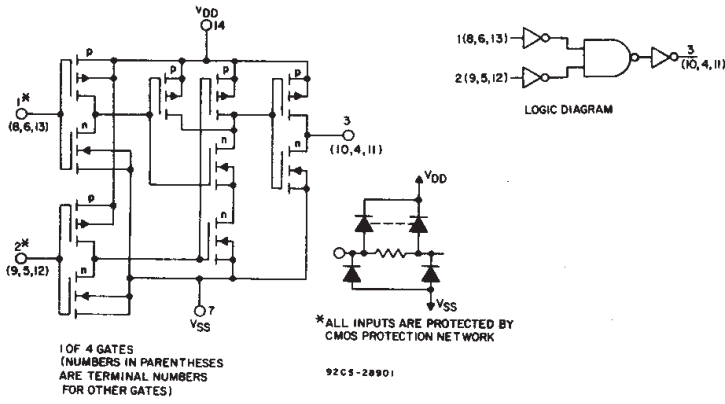 VDD
14
p
p
p
p
1*
(8,6,13)
n
n
n
3
(10,4,11)
p
n
2*
(9,5,12)
n
7
VSS
1 OF 4 GATES
(NUMBERS IN PARENTHESES
ARE TERMINAL NUMBERS
FOR OTHER GATES)
1(8,6,13)
2(9,5,12)
3
(10,4,11)
LOGIC DIAGRAM
VDD
VSS
*ALL INPUTS ARE PROTECTED BY
CMOS PROTECTION NETWORK
92CS-28901